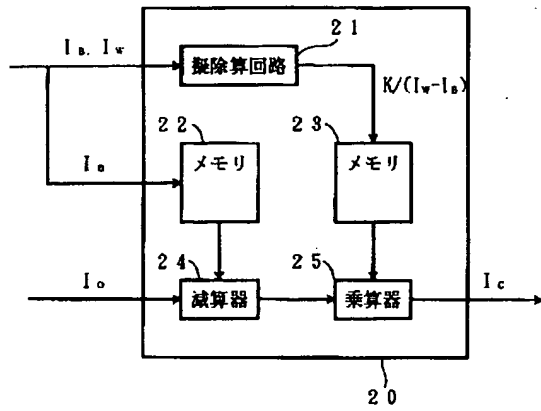 ２１
I_B, I_W
擬除算回路
K/(I_W-I_B)
２２
２３
メモリ
メモリ
I_B
２４
２５
I_O
減算器
乗算器
I_C
２０